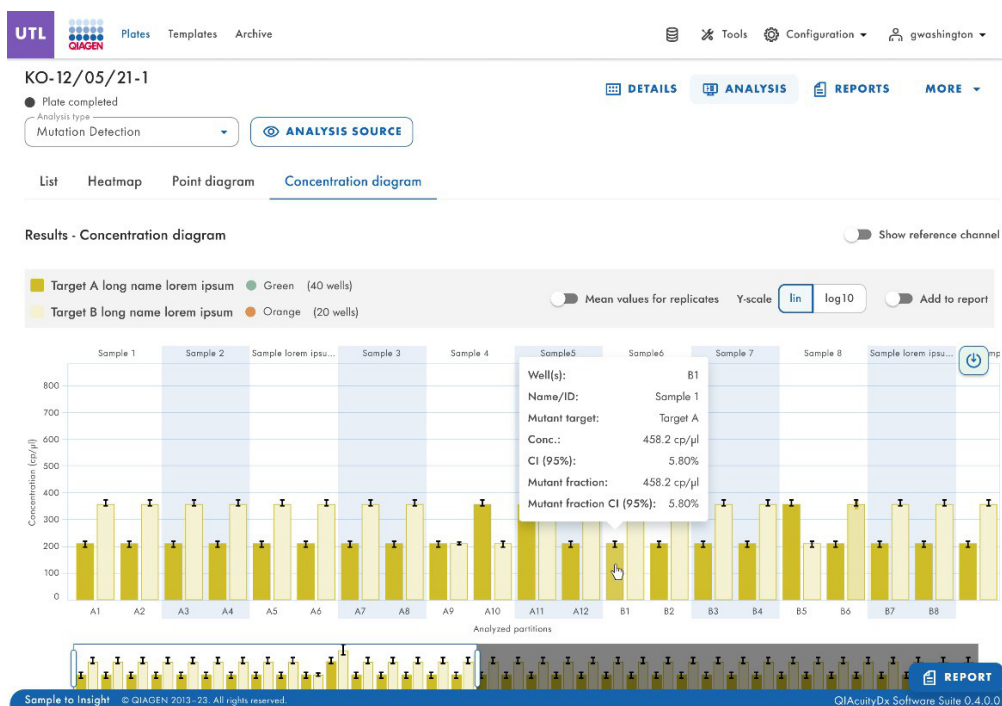 UTL
QIAGEN
Plates Templates Archive
Tools Configuration gwashington
KO-12/05/21-1
DETAILS ANALYSIS REPORTS MORE
Plate completed
Analysis type
Mutation Detection
ANALYSIS SOURCE
List Heatmap Point diagram Concentration diagram
Results - Concentration diagram
Show reference channel
Target A long name lorem ipsum Green (40 wells)
Target B long name lorem ipsum Orange (20 wells)
Mean values for replicates Y-scale lin log10 Add to report
Sample 1 Sample 2 Sample lorem ipsu... Sample 3 Sample 4 Sample5 Sample6 Sample 7 Sample 8 Sample lorem ipsu...
Well(s): B1
Name/ID: Sample 1
Mutant target: Target A
Conc.: 458.2 cp/µl
CI (95%): 5.80%
Mutant fraction: 458.2 cp/µl
Mutant fraction CI (95%): 5.80%
Concentration (cp/µl)
800
700
600
500
400
300
200
100
0
A1 A2 A3 A4 A5 A6 A7 A8 A9 A10 A11 A12 B1 B2 B3 B4 B5 B6 B7 B8
Analyzed partitions
REPORT
Sample to Insight © QIAGEN 2013–23. All rights reserved.
QIAcuityDx Software Suite 0.4.0.0